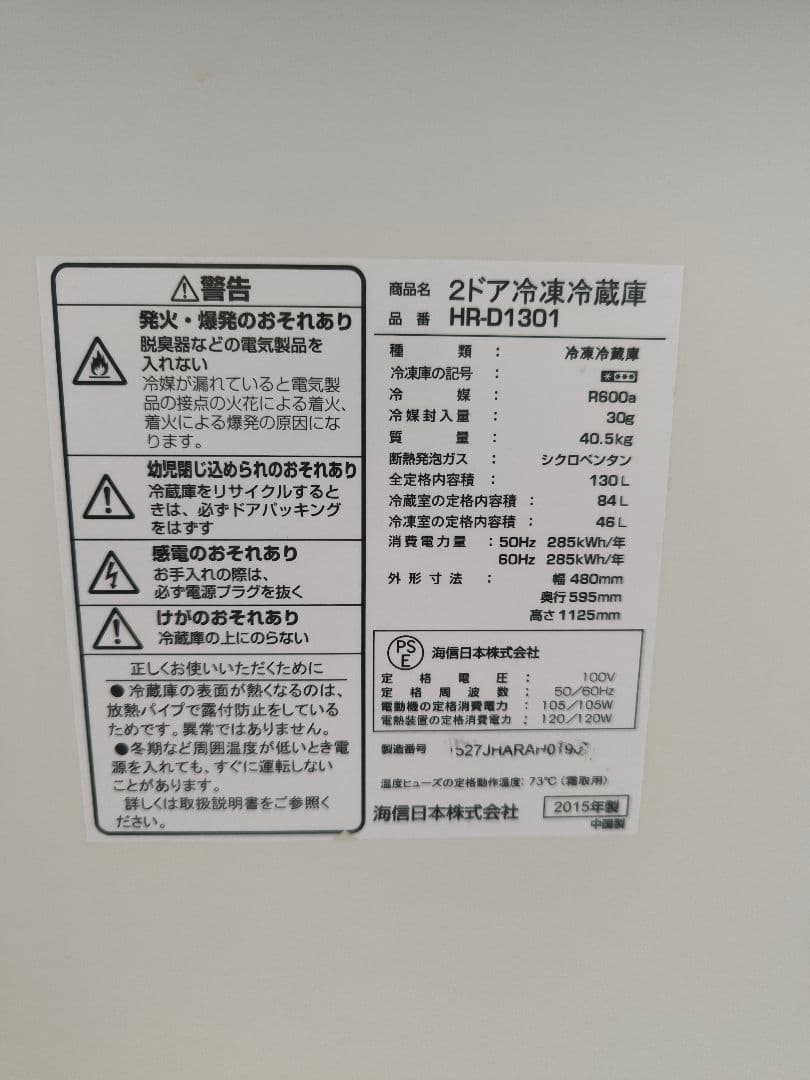 警告
発火・爆発のおそれあり
脱臭器などの電気製品を
入れない
冷媒が漏れていると電気製
品の接点の火花による着火、
着火による爆発の原因にな
ります。
幼児閉じ込められのおそれあり
冷蔵庫をリサイクルすると
きは、必ずドアパッキング
をはずす
感電のおそれあり
お手入れの際は、
必ず電源プラグを抜く
けがのおそれあり
冷蔵庫の上にのらない
正しくお使いいただくために
●冷蔵庫の表面が熱くなるのは、
放熱パイプで露付防止をしている
ためです。異常ではありません。
●冬期など周囲温度が低いとき電
源を入れても、すぐに運転しない
ことがあります。
詳しくは取扱説明書をご参照く
ださい。
商品名 2ドア冷凍冷蔵庫
品番 HR-D1301
種類 : 冷凍冷蔵庫
冷凍庫の記号 :
冷媒 : R600a
冷媒封入量 : 30g
質量 : 40.5kg
断熱発泡ガス : シクロペンタン
全定格内容積 : 130L
冷蔵室の定格内容積 : 84L
冷凍室の定格内容積 : 46L
消費電力量 : 50Hz 285kWh/年
60Hz 285kWh/年
外形寸法 : 幅480mm
奥行595mm
高さ1125mm
PS
E 海信日本株式会社
定格電圧 : 100V
定格周波数 : 50/60Hz
電動機の定格消費電力 : 105/105W
電熱装置の定格消費電力 : 120/120W
製造番号
温度ヒューズの定格動作温度: 73℃(霜取用)
海信日本株式会社 2015年製
中国製